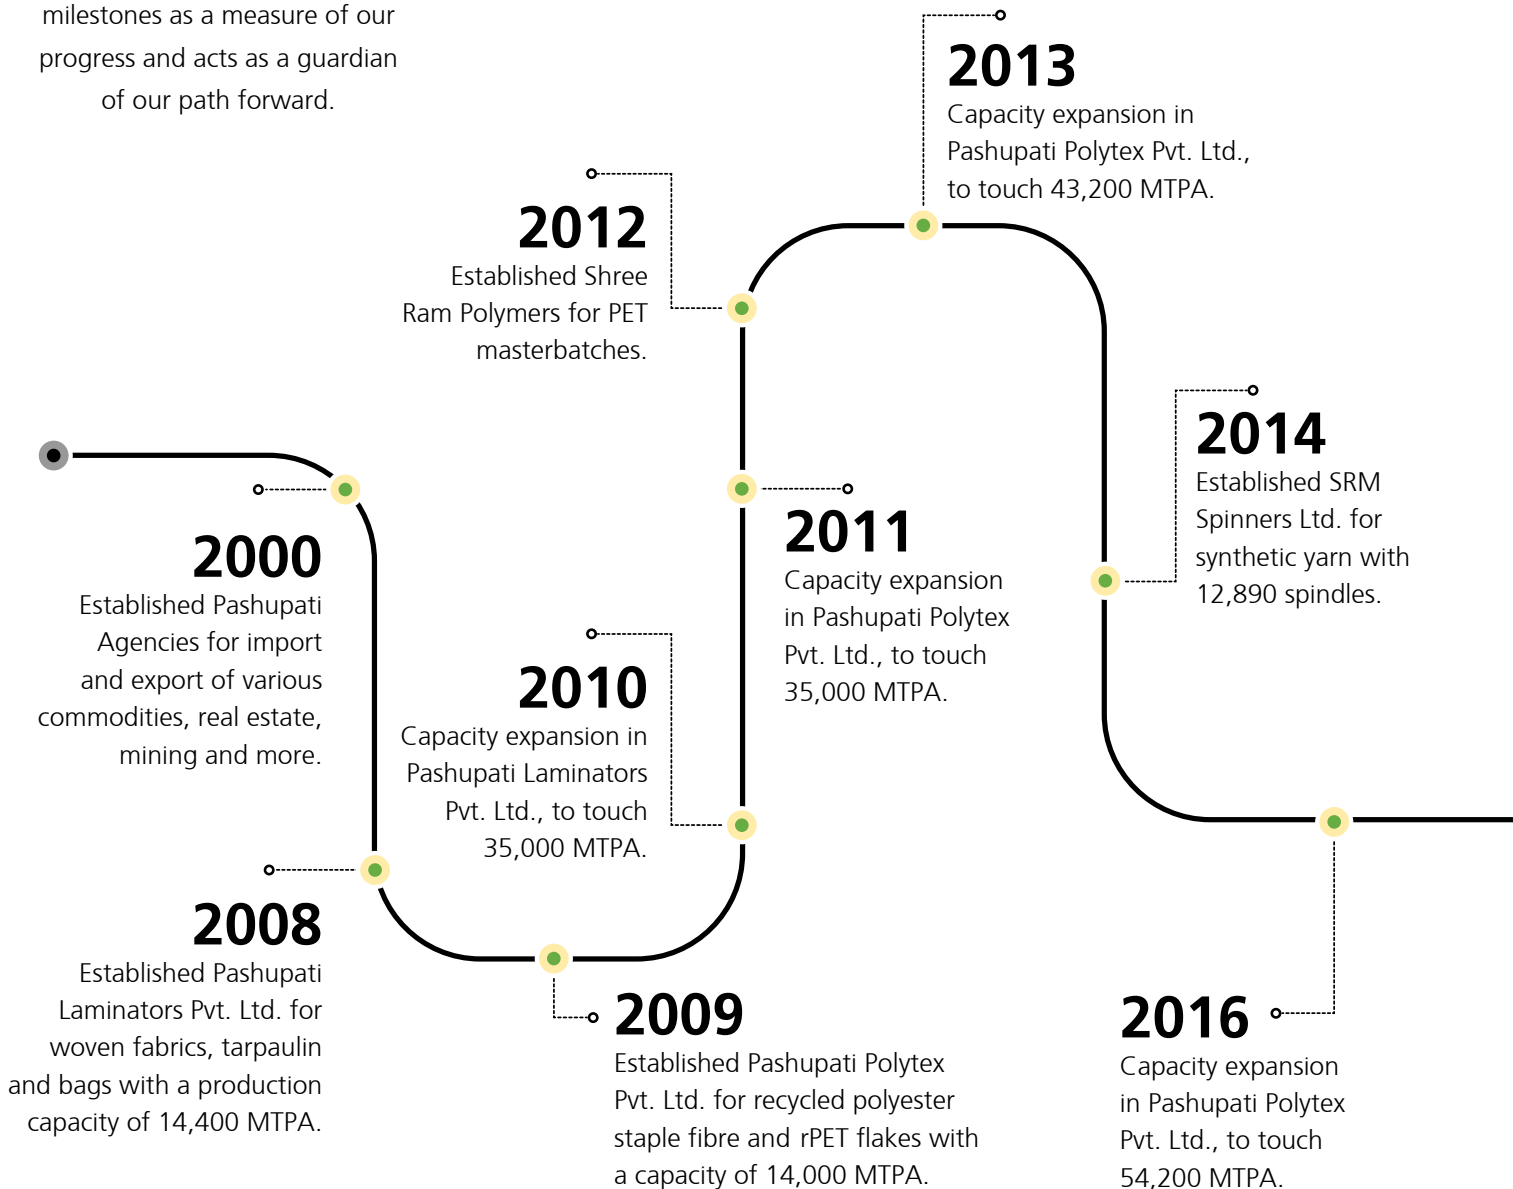 milestones as a measure of our
progress and acts as a guardian
of our path forward.
2000
Established Pashupati
Agencies for import
and export of various
commodities, real estate,
mining and more.
2008
Established Pashupati
Laminators Pvt. Ltd. for
woven fabrics, tarpaulin
and bags with a production
capacity of 14,400 MTPA.
2009
Established Pashupati Polytex
Pvt. Ltd. for recycled polyester
staple fibre and rPET flakes with
a capacity of 14,000 MTPA.
2010
Capacity expansion in
Pashupati Laminators
Pvt. Ltd., to touch
35,000 MTPA.
2011
Capacity expansion
in Pashupati Polytex
Pvt. Ltd., to touch
35,000 MTPA.
2012
Established Shree
Ram Polymers for PET
masterbatches.
2013
Capacity expansion in
Pashupati Polytex Pvt. Ltd.,
to touch 43,200 MTPA.
2014
Established SRM
Spinners Ltd. for
synthetic yarn with
12,890 spindles.
2016
Capacity expansion
in Pashupati Polytex
Pvt. Ltd., to touch
54,200 MTPA.